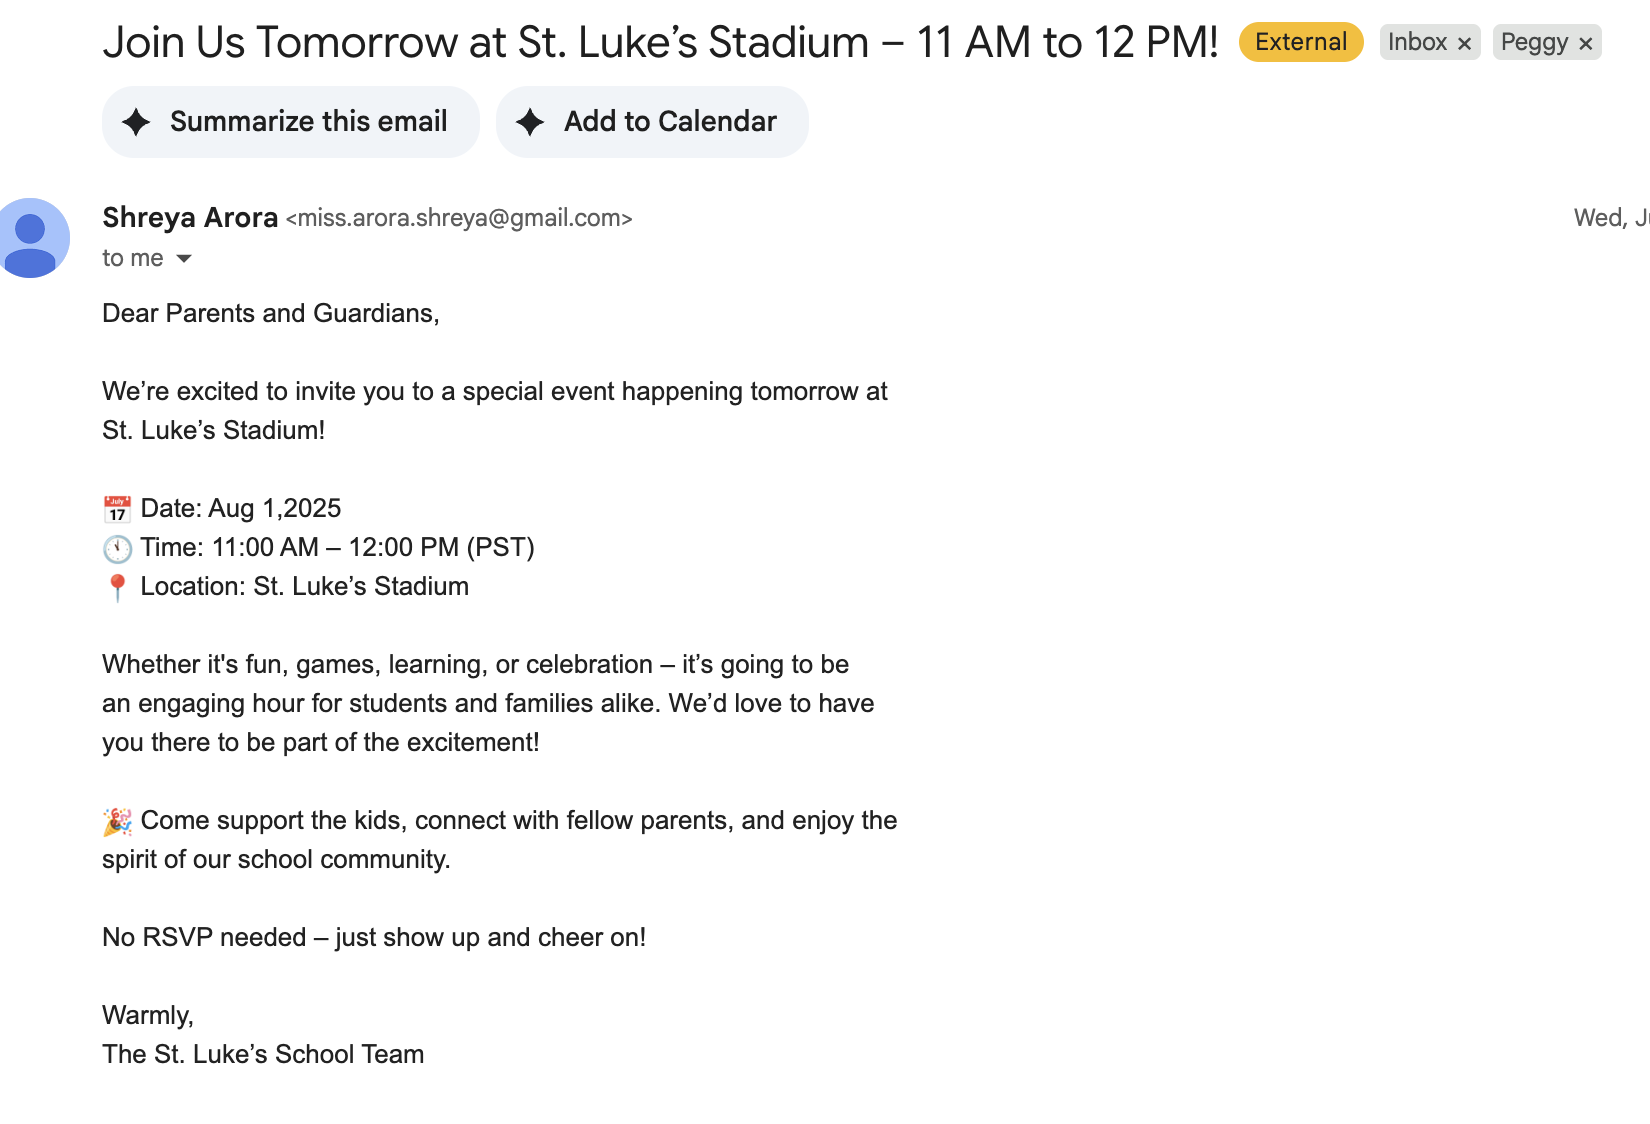 Join Us Tomorrow at St. Luke’s Stadium – 11 AM to 12 PM! External Inbox × Peggy ×
Summarize this email Add to Calendar
Shreya Arora <miss.arora.shreya@gmail.com> Wed,
to me
Dear Parents and Guardians,
We’re excited to invite you to a special event happening tomorrow at
St. Luke’s Stadium!
July 17 Date: Aug 1,2025
Time: 11:00 AM – 12:00 PM (PST)
Location: St. Luke’s Stadium
Whether it's fun, games, learning, or celebration – it’s going to be
an engaging hour for students and families alike. We’d love to have
you there to be part of the excitement!
Come support the kids, connect with fellow parents, and enjoy the
spirit of our school community.
No RSVP needed – just show up and cheer on!
Warmly,
The St. Luke’s School Team